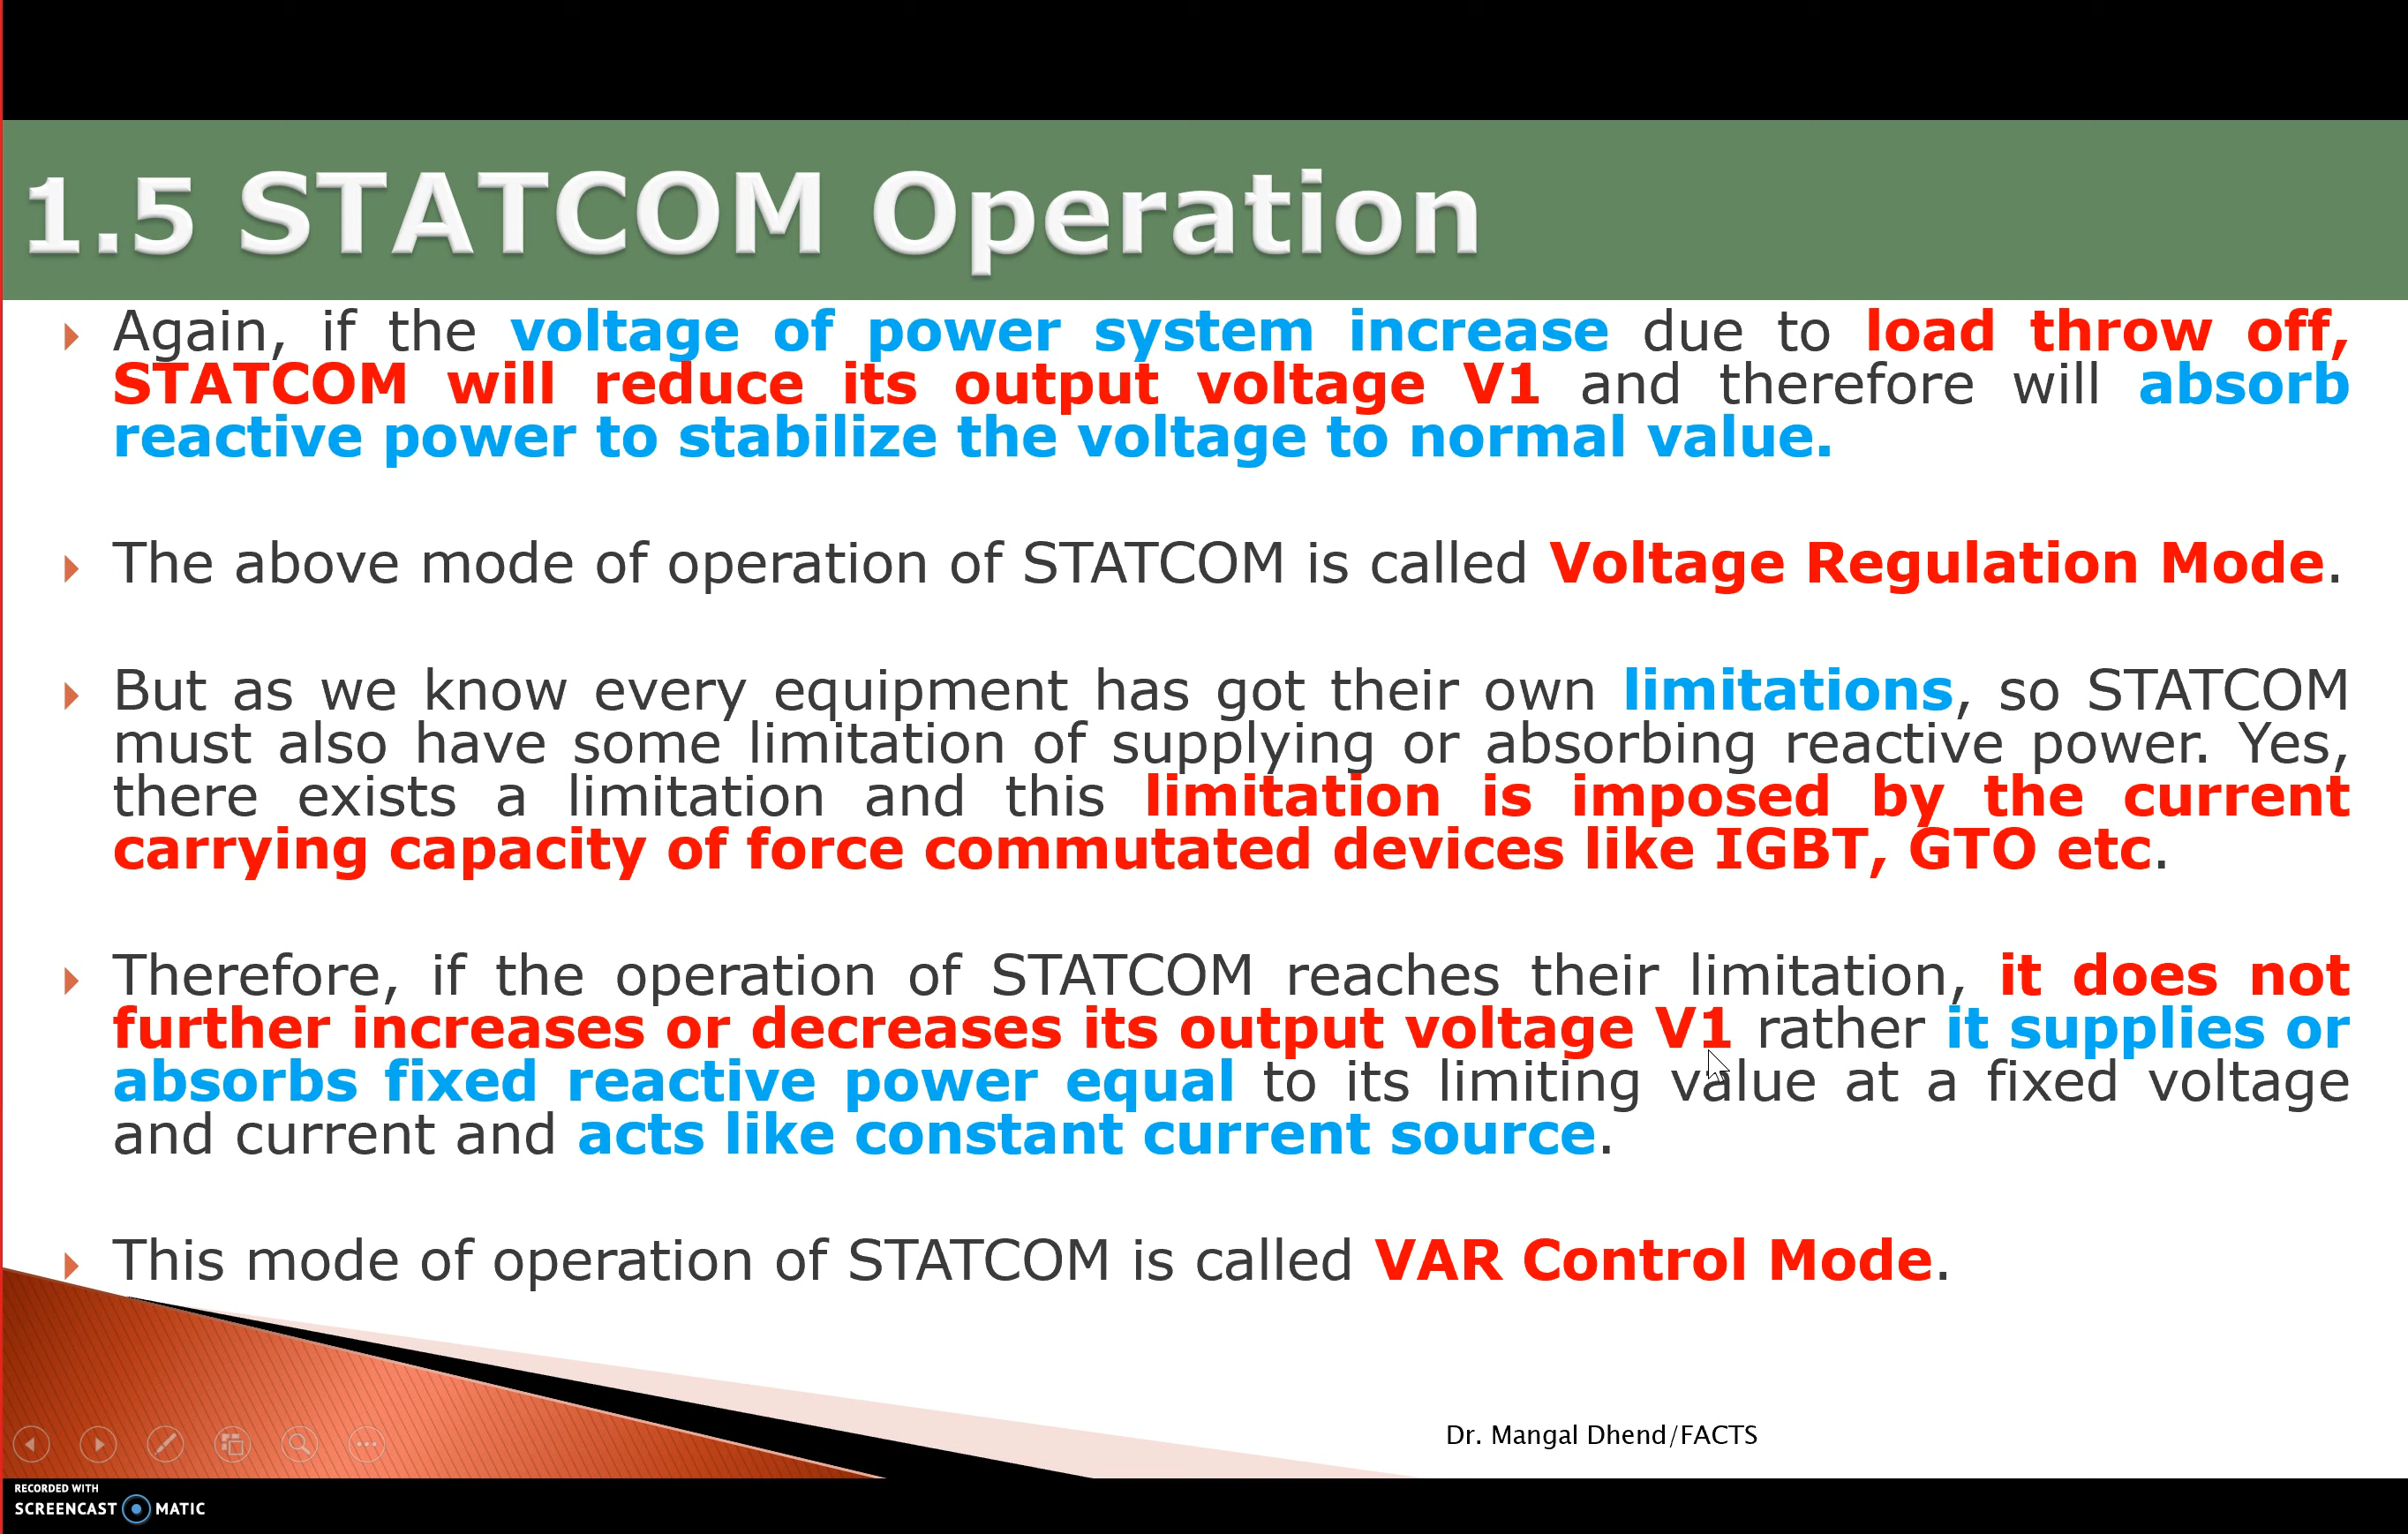 1.5 STATCOM Operation
Again, if the voltage of power system increase due to load throw off,
STATCOM will reduce its output voltage V1 and therefore will absorb
reactive power to stabilize the voltage to normal value.
The above mode of operation of STATCOM is called Voltage Regulation Mode.
But as we know every equipment has got their own limitations, so STATCOM
must also have some limitation of supplying or absorbing reactive power. Yes,
there exists a limitation and this limitation is imposed by the current
carrying capacity of force commutated devices like IGBT, GTO etc.
Therefore, if the operation of STATCOM reaches their limitation, it does not
further increases or decreases its output voltage V1 rather it supplies or
absorbs fixed reactive power equal to its limiting value at a fixed voltage
and current and acts like constant current source.
This mode of operation of STATCOM is called VAR Control Mode.
Dr. Mangal Dhend/FACTS
RECORDED WITH
SCREENCAST MATIC